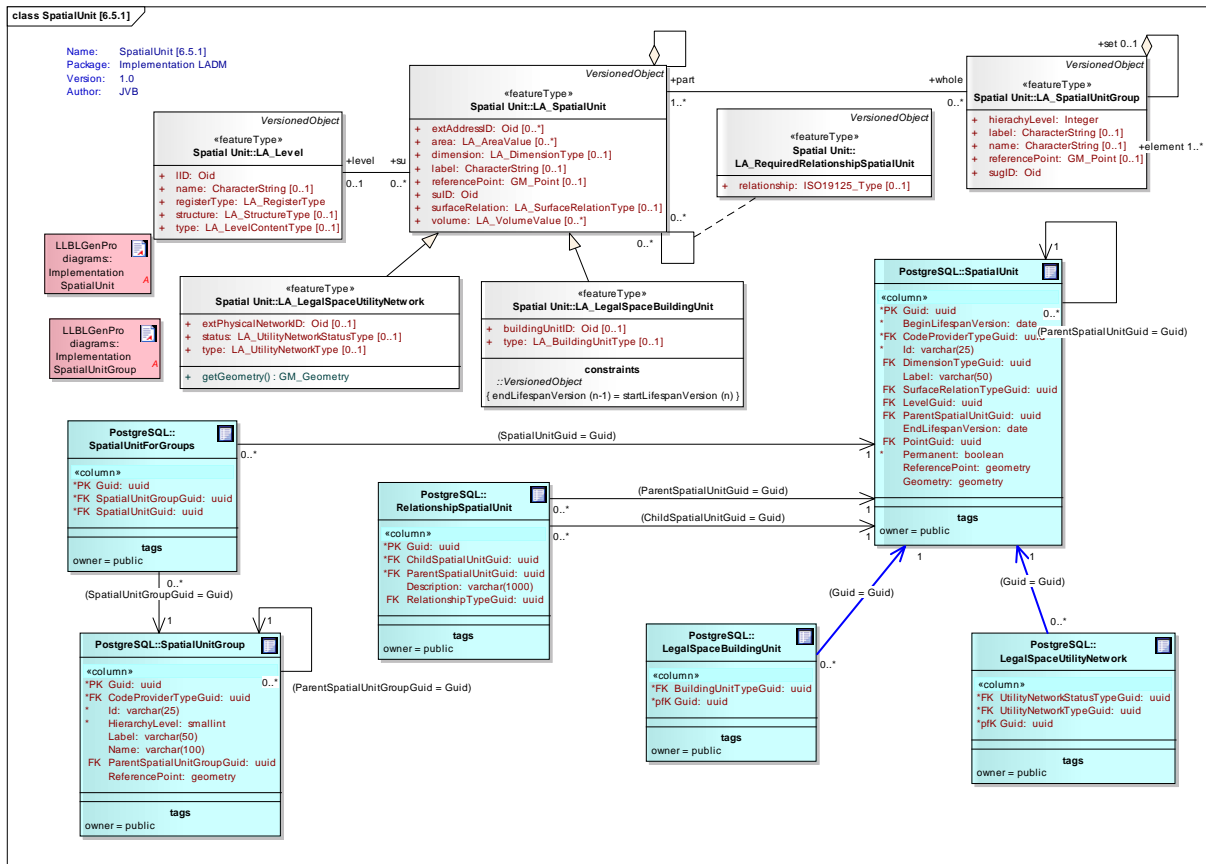 class SpatialUnit [6.5.1]
Name: SpatialUnit [6.5.1]
Package: Implementation LADM
Version: 1.0
Author: JVB
VersionedObject
«featureType»
Spatial Unit::LA_SpatialUnit
+ extAddressID: Oid [0..*]
+ area: LA_AreaValue [0..*]
+ dimension: LA_DimensionType [0..1]
+ label: CharacterString [0..1]
+ referencePoint: GM_Point [0..1]
+ suID: Oid
+ surfaceRelation: LA_SurfaceRelationType [0..1]
+ volume: LA_VolumeValue [0..*]
+part
1..*
+whole
0..*
+set 0..1
VersionedObject
«featureType»
Spatial Unit::LA_SpatialUnitGroup
+ hierachyLevel: Integer
+ label: CharacterString [0..1]
+ name: CharacterString [0..1]
+ referencePoint: GM_Point [0..1]
+ sugID: Oid
+element 1..*
VersionedObject
«featureType»
Spatial Unit::LA_Level
+ lID: Oid
+ name: CharacterString [0..1]
+ registerType: LA_RegisterType
+ structure: LA_StructureType [0..1]
+ type: LA_LevelContentType [0..1]
+level
0..1
+su
0..*
VersionedObject
«featureType»
Spatial Unit::
LA_RequiredRelationshipSpatialUnit
+ relationship: ISO19125_Type [0..1]
0..*
0..*
LLBLGenPro
diagrams::
Implementation
SpatialUnit
A
LLBLGenPro
diagrams::
Implementation
SpatialUnitGroup
A
«featureType»
Spatial Unit::LA_LegalSpaceUtilityNetwork
+ extPhysicalNetworkID: Oid [0..1]
+ status: LA_UtilityNetworkStatusType [0..1]
+ type: LA_UtilityNetworkType [0..1]
+ getGeometry() : GM_Geometry
«featureType»
Spatial Unit::LA_LegalSpaceBuildingUnit
+ buildingUnitID: Oid [0..1]
+ type: LA_BuildingUnitType [0..1]
constraints
::VersionedObject
{ endLifespanVersion (n-1) = startLifespanVersion (n) }
PostgreSQL::SpatialUnit
«column»
*PK Guid: uuid
* BeginLifespanVersion: date
*FK CodeProviderTypeGuid: uuid
* Id: varchar(25)
FK DimensionTypeGuid: uuid
Label: varchar(50)
FK SurfaceRelationTypeGuid: uuid
FK LevelGuid: uuid
FK ParentSpatialUnitGuid: uuid
EndLifespanVersion: date
FK PointGuid: uuid
* Permanent: boolean
ReferencePoint: geometry
Geometry: geometry
tags
owner = public
1
0..*
(ParentSpatialUnitGuid = Guid)
PostgreSQL::
SpatialUnitForGroups
«column»
*PK Guid: uuid
*FK SpatialUnitGroupGuid: uuid
*FK SpatialUnitGuid: uuid
tags
owner = public
(SpatialUnitGuid = Guid)
0..*
1
PostgreSQL::
RelationshipSpatialUnit
«column»
*PK Guid: uuid
*FK ChildSpatialUnitGuid: uuid
*FK ParentSpatialUnitGuid: uuid
Description: varchar(1000)
FK RelationshipTypeGuid: uuid
tags
owner = public
(ParentSpatialUnitGuid = Guid)
0..*
1
(ChildSpatialUnitGuid = Guid)
0..*
1
0..*
(SpatialUnitGroupGuid = Guid)
1
PostgreSQL::SpatialUnitGroup
«column»
*PK Guid: uuid
*FK CodeProviderTypeGuid: uuid
* Id: varchar(25)
* HierarchyLevel: smallint
Label: varchar(50)
Name: varchar(100)
FK ParentSpatialUnitGroupGuid: uuid
ReferencePoint: geometry
tags
owner = public
1
0..*
(ParentSpatialUnitGroupGuid = Guid)
1
(Guid = Guid)
0..*
PostgreSQL::
LegalSpaceBuildingUnit
«column»
*FK BuildingUnitTypeGuid: uuid
*pfK Guid: uuid
tags
owner = public
1
(Guid = Guid)
0..*
PostgreSQL::
LegalSpaceUtilityNetwork
«column»
*FK UtilityNetworkStatusTypeGuid: uuid
*FK UtilityNetworkTypeGuid: uuid
*pfK Guid: uuid
tags
owner = public